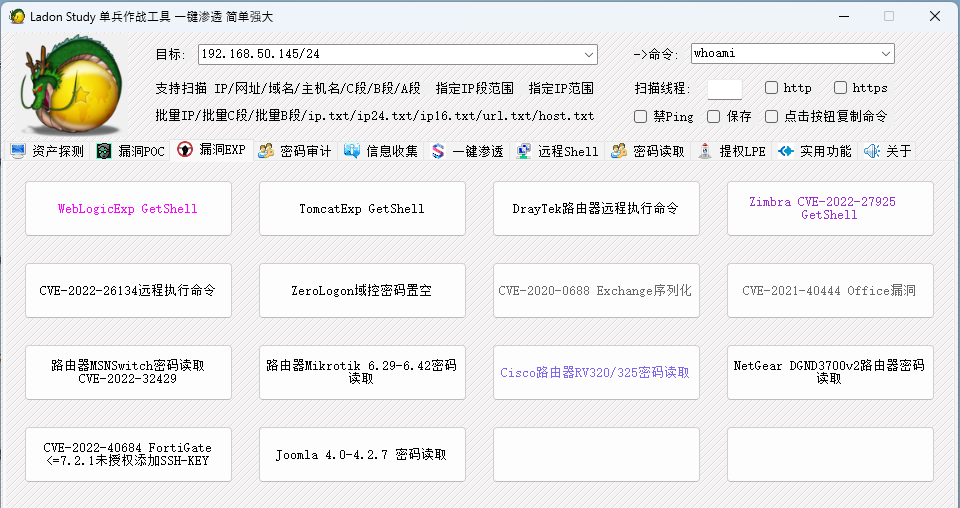 Ladon Study 单兵作战工具 一键渗透 简单强大
目标: 192.168.50.145/24 ->命令: whoami
支持扫描 IP/网址/域名/主机名/C段/B段/A段 指定IP段范围 指定IP范围 扫描线程: http https
批量IP/批量C段/批量B段/ip.txt/ip24.txt/ip16.txt/url.txt/host.txt 禁Ping 保存 点击按钮复制命令
资产探测 漏洞POC 漏洞EXP 密码审计 信息收集 一键渗透 远程Shell 密码读取 提权LPE 实用功能 关于
WebLogicExp GetShell
TomcatExp GetShell
DrayTek路由器远程执行命令
Zimbra CVE-2022-27925
GetShell
CVE-2022-26134远程执行命令
ZeroLogon域控密码置空
CVE-2020-0688 Exchange序列化
CVE-2021-40444 Office漏洞
路由器MSNSwitch密码读取
CVE-2022-32429
路由器Mikrotik 6.29-6.42密码
读取
Cisco路由器RV320/325密码读取
NetGear DGND3700v2路由器密码
读取
CVE-2022-40684 FortiGate
<=7.2.1未授权添加SSH-KEY
Joomla 4.0-4.2.7 密码读取